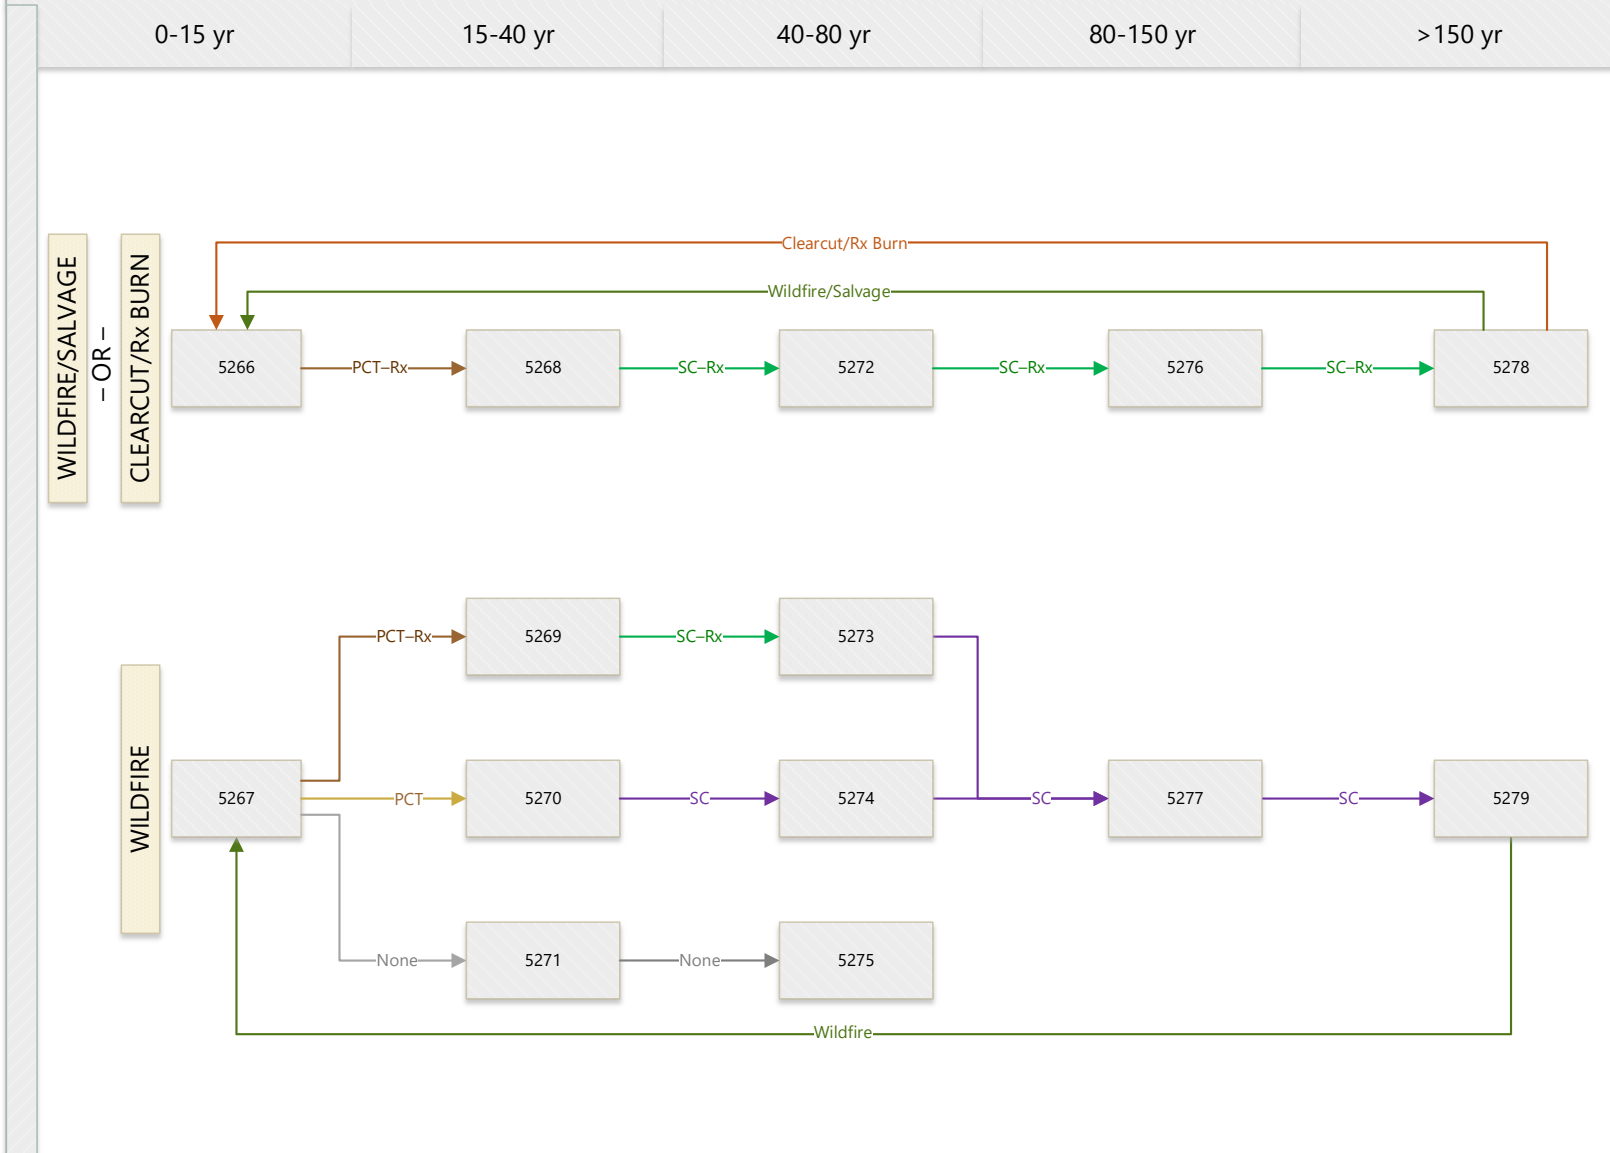 0-15 yr
15-40 yr
40-80 yr
80-150 yr
>150 yr
WILDFIRE/SALVAGE
– OR –
CLEARCUT/Rx BURN
Clearcut/Rx Burn
Wildfire/Salvage
5266
PCT–Rx
5268
SC–Rx
5272
SC–Rx
5276
SC–Rx
5278
WILDFIRE
PCT–Rx
5269
SC–Rx
5273
5267
PCT
5270
SC
5274
SC
5277
SC
5279
None
5271
None
5275
Wildfire